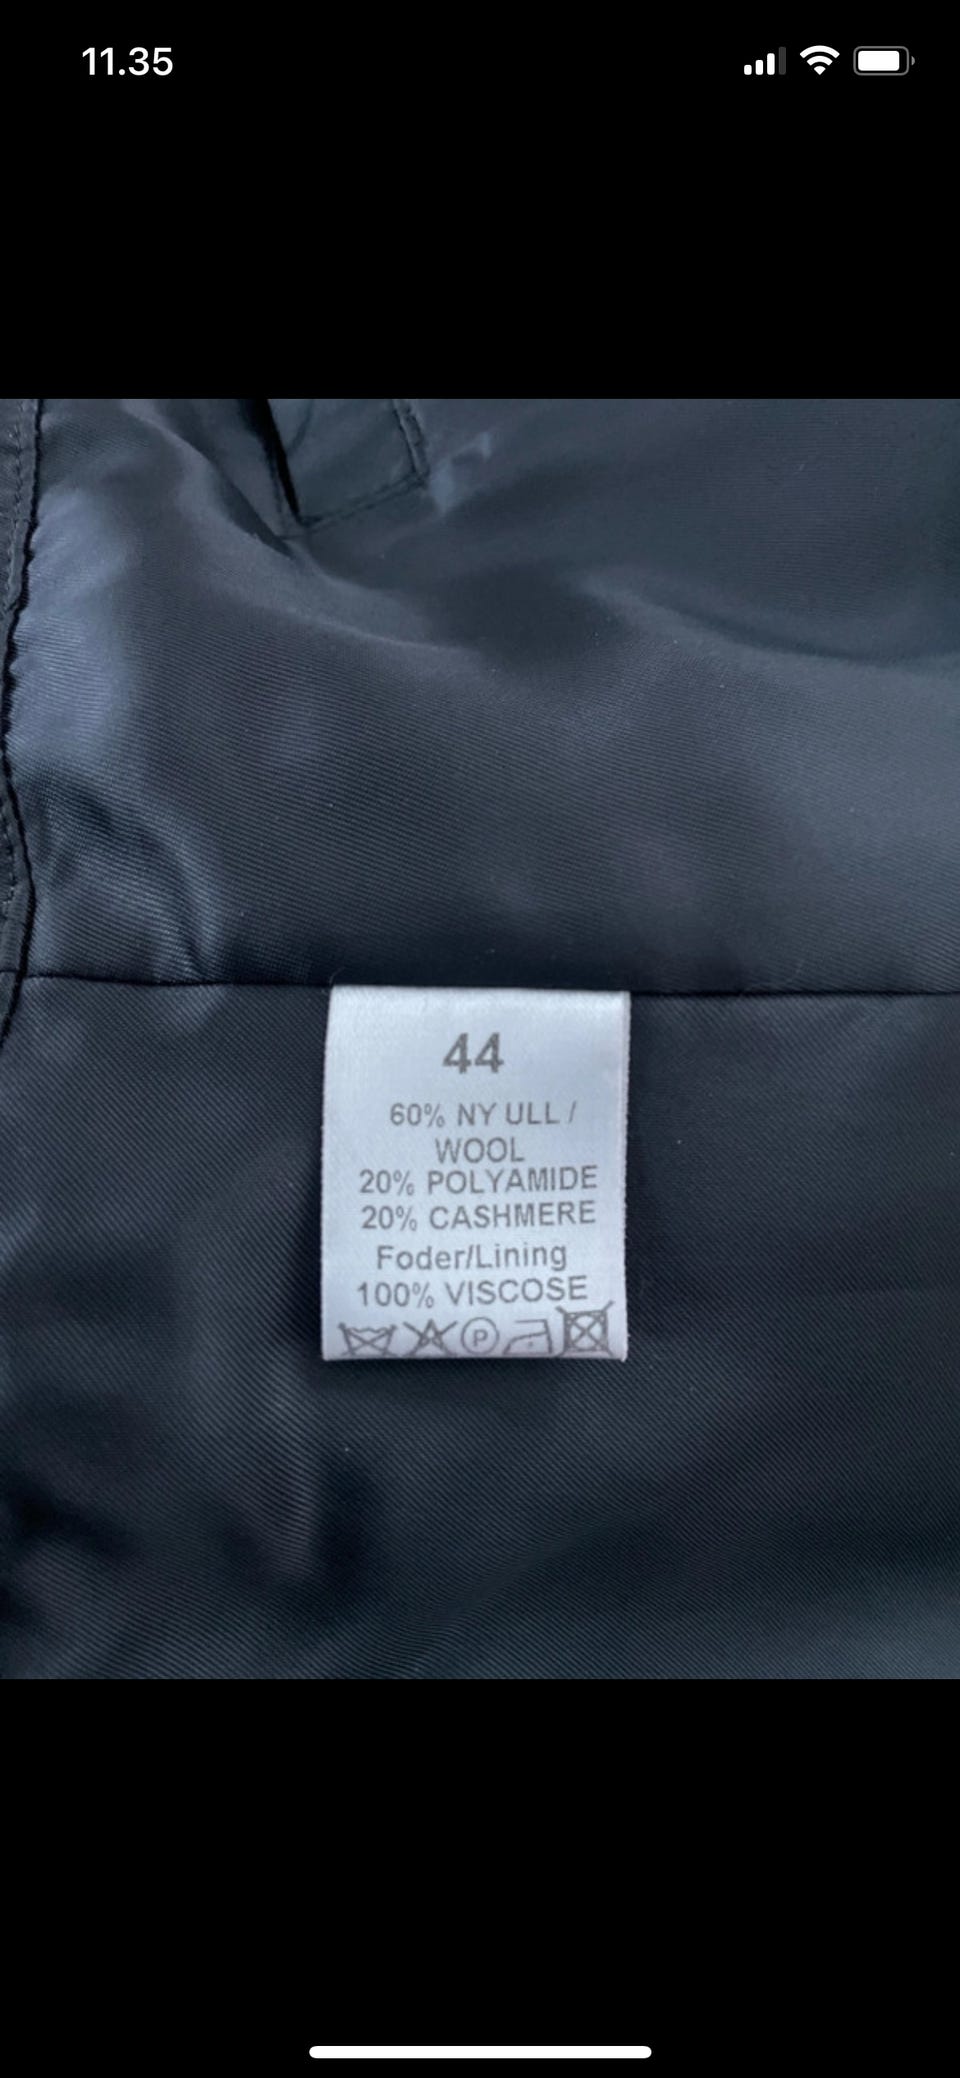 11.35
44
60% NY ULL /
WOOL
20% POLYAMIDE
20% CASHMERE
Foder/Lining
100% VISCOSE
P